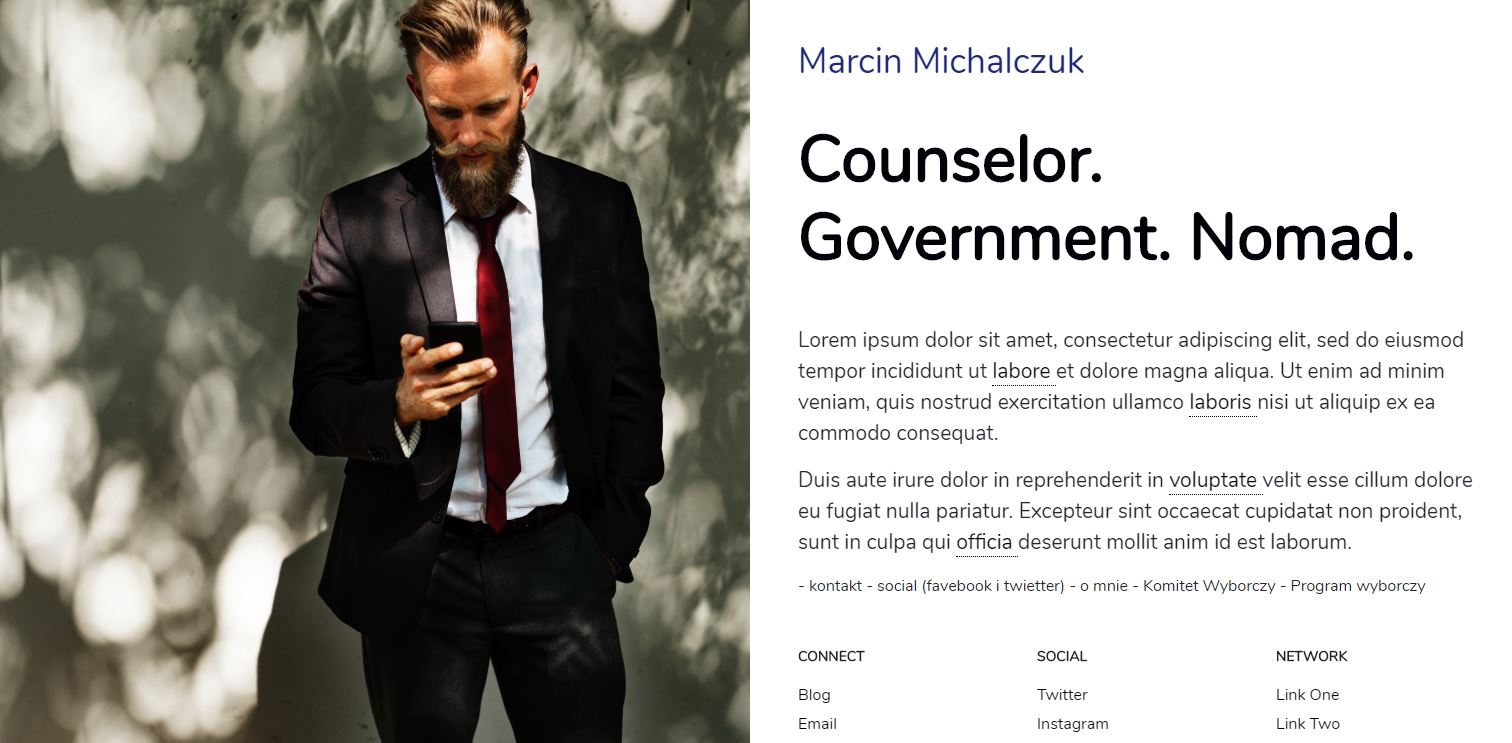 Marcin Michalczuk
Counselor.
Government. Nomad.
Lorem ipsum dolor sit amet, consectetur adipiscing elit, sed do eiusmod
tempor incididunt ut labore et dolore magna aliqua. Ut enim ad minim
veniam, quis nostrud exercitation ullamco laboris nisi ut aliquip ex ea
commodo consequat.
Duis aute irure dolor in reprehenderit in voluptate velit esse cillum dolore
eu fugiat nulla pariatur. Excepteur sint occaecat cupidatat non proident,
sunt in culpa qui officia deserunt mollit anim id est laborum.
- kontakt - social (favebook i twietter) - o mnie - Komitet Wyborczy - Program wyborczy
CONNECT SOCIAL NETWORK
Blog Twitter Link One
Email Instagram Link Two